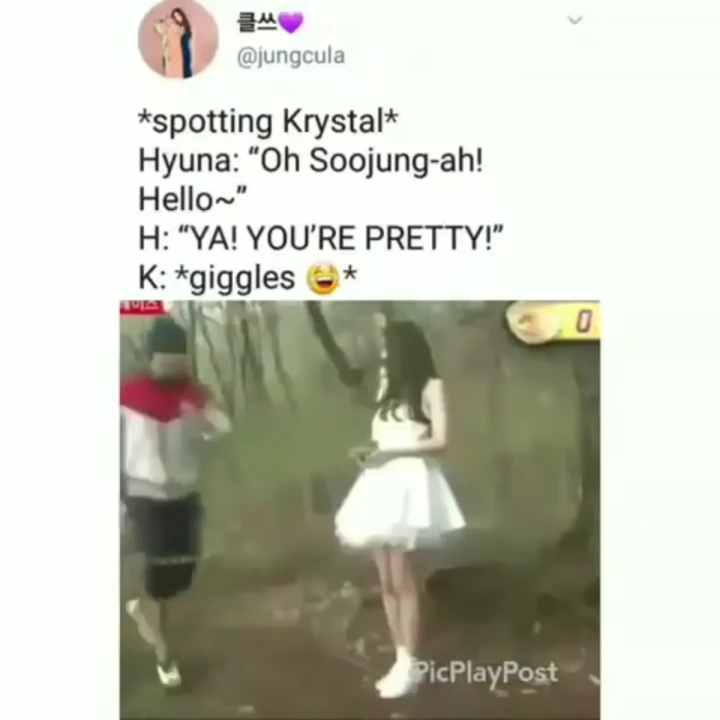 클쓰💜
@jungcula
*spotting Krystal*
Hyuna: “Oh Soojung-ah!
Hello~”
H: “YA! YOU’RE PRETTY!”
K: *giggles 😆*
0
PicPlayPost